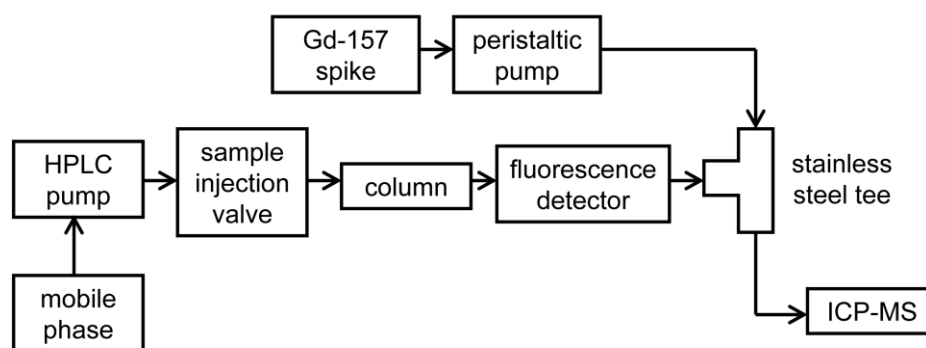 Gd-157
spike
peristaltic
pump
HPLC
pump
sample
injection
valve
column
fluorescence
detector
stainless
steel tee
mobile
phase
ICP-MS